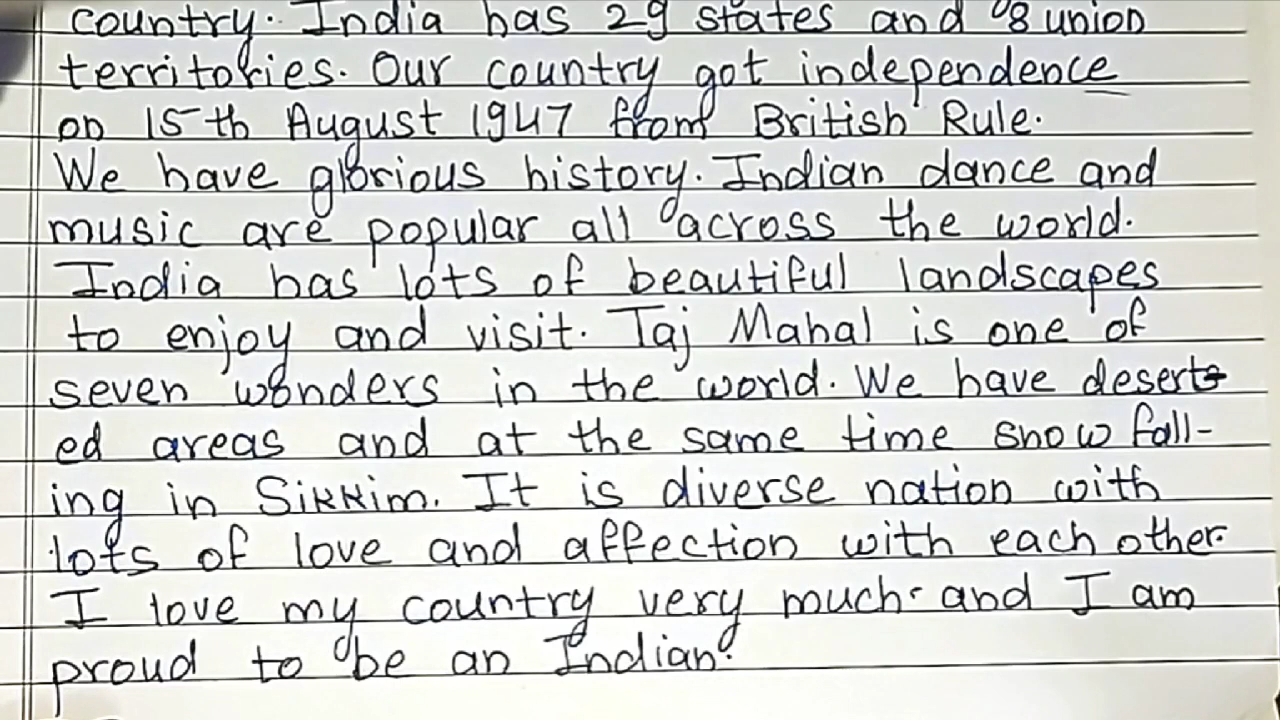 country. India has 29 states and 8 union
territories. Our country got independence
on 15th August 1947 from British Rule.
We have glorious history. Indian dance and
music are popular all across the world.
India has lots of beautiful landscapes
to enjoy and visit. Taj Mahal is one of
seven wonders in the world. We have desert-
ed areas and at the same time snow fall-
ing in Sikkim. It is diverse nation with
lots of love and affection with each other.
I love my country very much. and I am
proud to be an Indian.